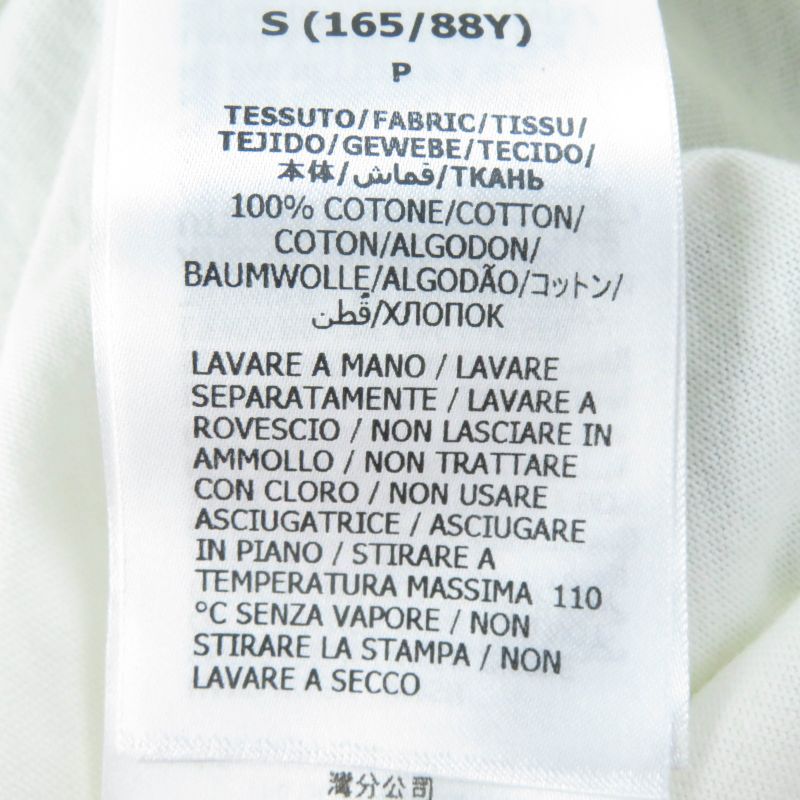 S (165/88Y)
P
TESSUTO/FABRIC/TISSU/
TEJIDO/GEWEBE/TECIDO/
本体/قماش/ТКАНЬ
100% COTONE/COTTON/
COTON/ALGODON/
BAUMWOLLE/ALGODÃO/コットン/
قُطن/ХЛОПОК
LAVARE A MANO / LAVARE
SEPARATAMENTE / LAVARE A
ROVESCIO / NON LASCIARE IN
AMMOLLO / NON TRATTARE
CON CLORO / NON USARE
ASCIUGATRICE / ASCIUGARE
IN PIANO / STIRARE A
TEMPERATURA MASSIMA 110
°C SENZA VAPORE / NON
STIRARE LA STAMPA / NON
LAVARE A SECCO
灣分公司